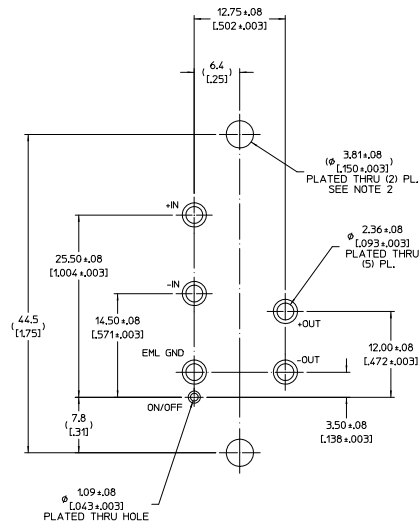 12.75±.08
[.502±.003]
6.4
( [.25] )
(ø 3.81±.08
[.150±.003] )
PLATED THRU (2) PL.
SEE NOTE 2
+IN
ø 2.36±.08
[.093±.003]
PLATED THRU
(5) PL.
25.50±.08
[1.004±.003]
-IN
14.50±.08
[.571±.003]
+OUT
44.5
( [1.75] )
12.00±.08
[.472±.003]
EML GND
-OUT
ON/OFF
7.8
( [.31] )
3.50±.08
[.138±.003]
ø 1.09±.08
[.043±.003]
PLATED THRU HOLE